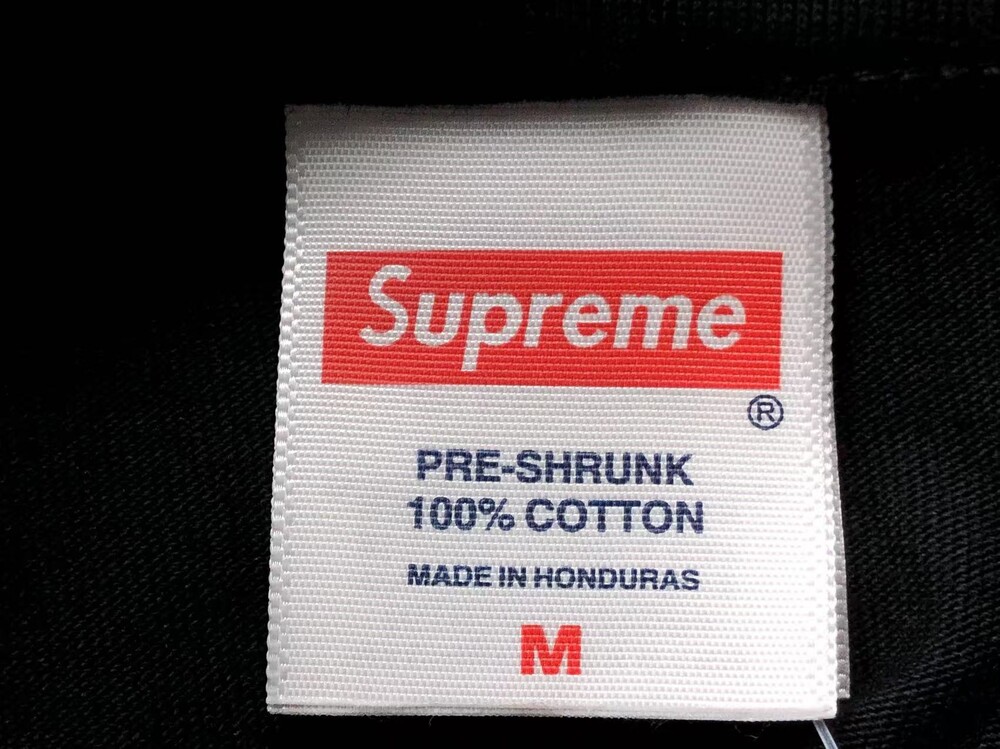 Supreme
®
PRE-SHRUNK
100% COTTON
MADE IN HONDURAS
M